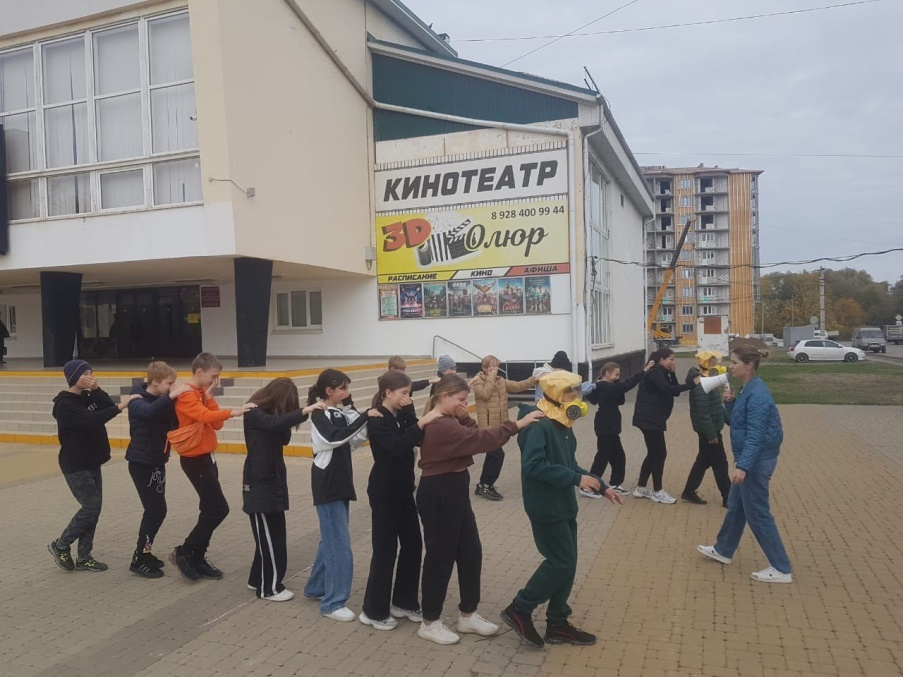 КИНОТЕАТР
8 928 400 99 44
3D Олюр
РАСПИСАНИЕ / КИНО / АФИША